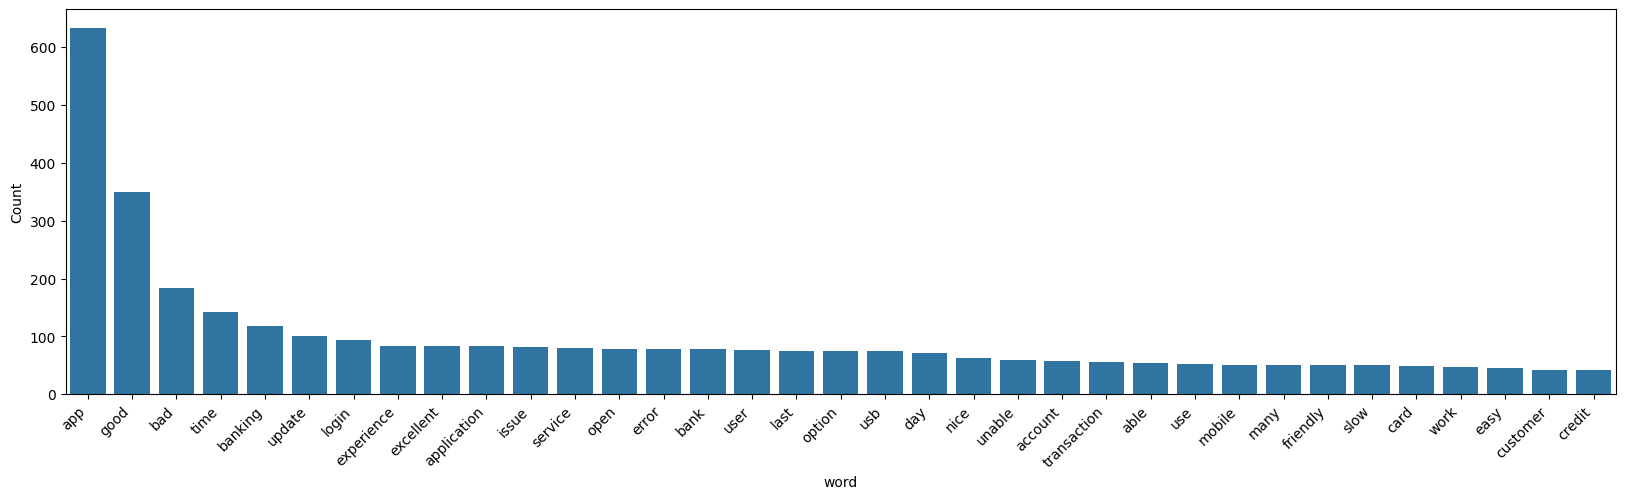 Count
600
500
400
300
200
100
0
app
good
bad
time
banking
update
login
experience
excellent
application
issue
service
open
error
bank
user
last
option
usb
day
nice
unable
account
transaction
able
use
mobile
many
friendly
slow
card
work
easy
customer
credit
word